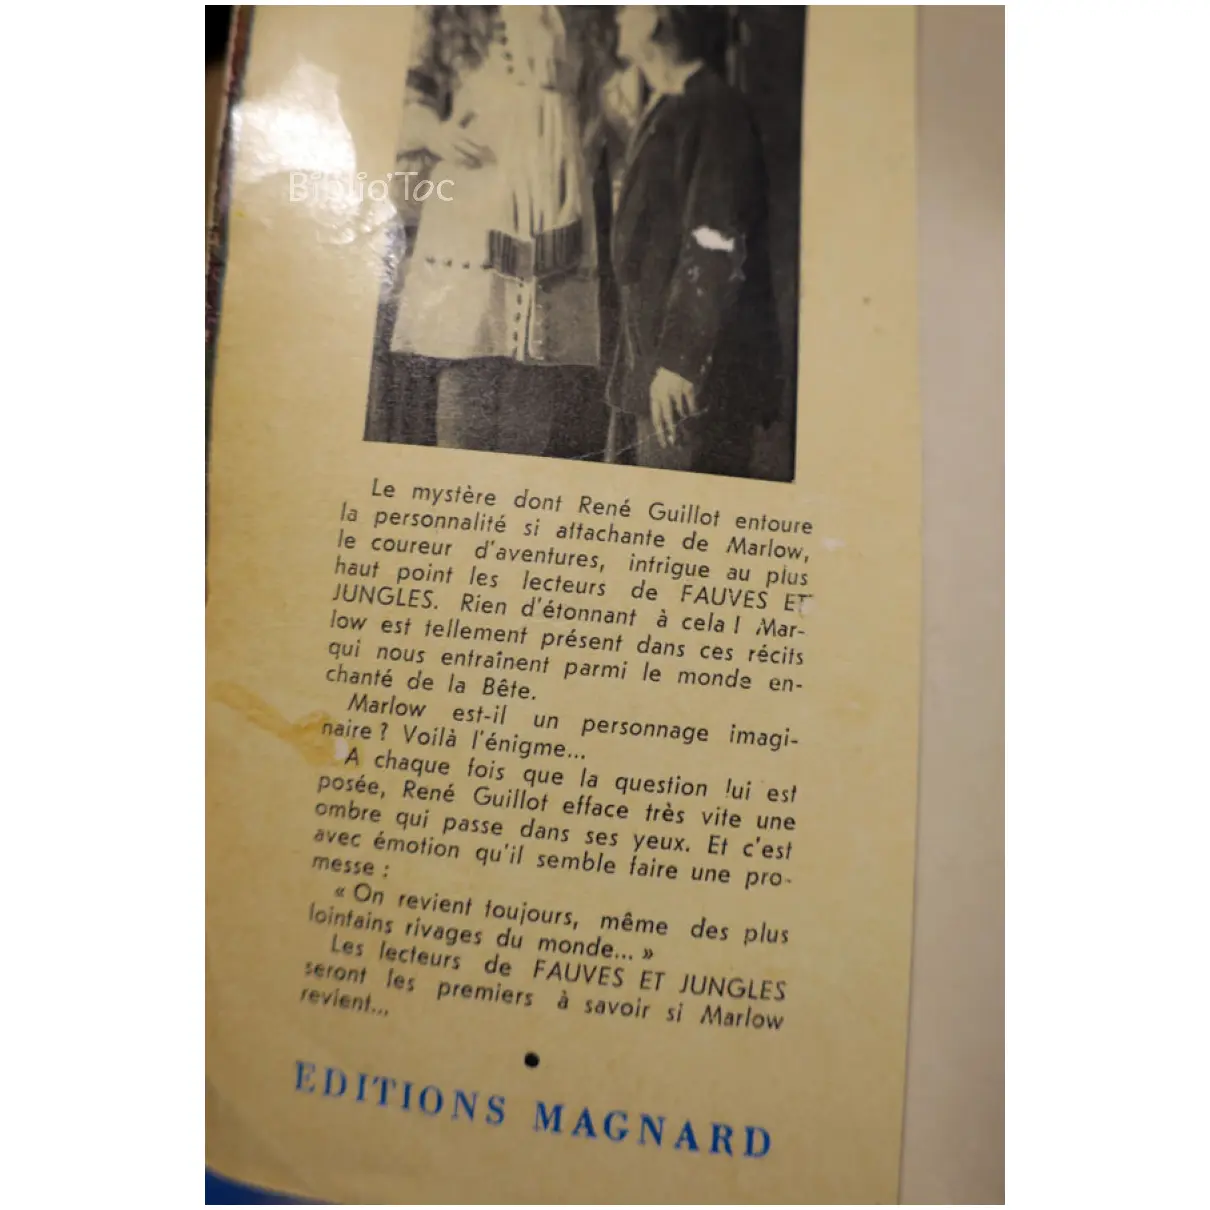 Biblio'Toc
Le mystère dont René Guillot entoure
la personnalité si attachante de Marlow,
le coureur d'aventures, intrigue au plus
haut point les lecteurs de FAUVES ET
JUNGLES. Rien d'étonnant à cela ! Mar-
low est tellement présent dans ces récits
qui nous entraînent parmi le monde en-
chanté de la Bête.
Marlow est-il un personnage imagi-
naire ? Voilà l'énigme...
A chaque fois que la question lui est
posée, René Guillot efface très vite une
ombre qui passe dans ses yeux. Et c'est
avec émotion qu'il semble faire une pro-
messe :
« On revient toujours, même des plus
lointains rivages du monde... »
Les lecteurs de FAUVES ET JUNGLES
seront les premiers à savoir si Marlow
revient...
EDITIONS MAGNARD